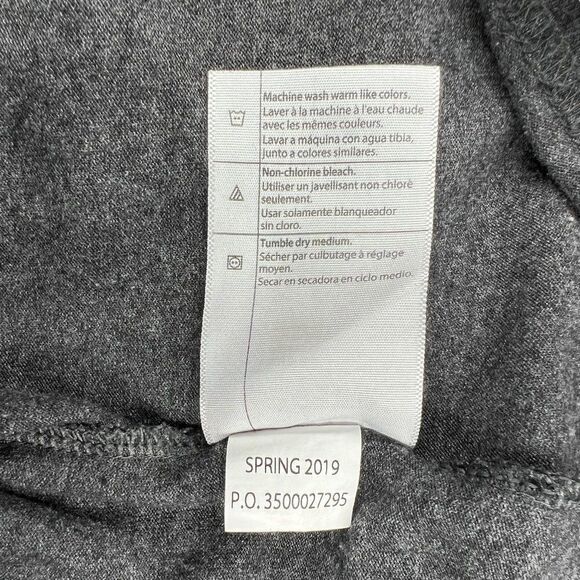 Machine wash warm like colors.
Laver à la machine à l'eau chaude
avec les mêmes couleurs.
Lavar a máquina con agua tibia,
junto a colores similares.
Non-chlorine bleach.
Utiliser un javellisant non chloré
seulement.
Usar solamente blanqueador
sin cloro.
Tumble dry medium.
Sécher par culbutage à réglage
moyen.
Secar en secadora en ciclo medio.
SPRING 2019
P.O. 3500027295